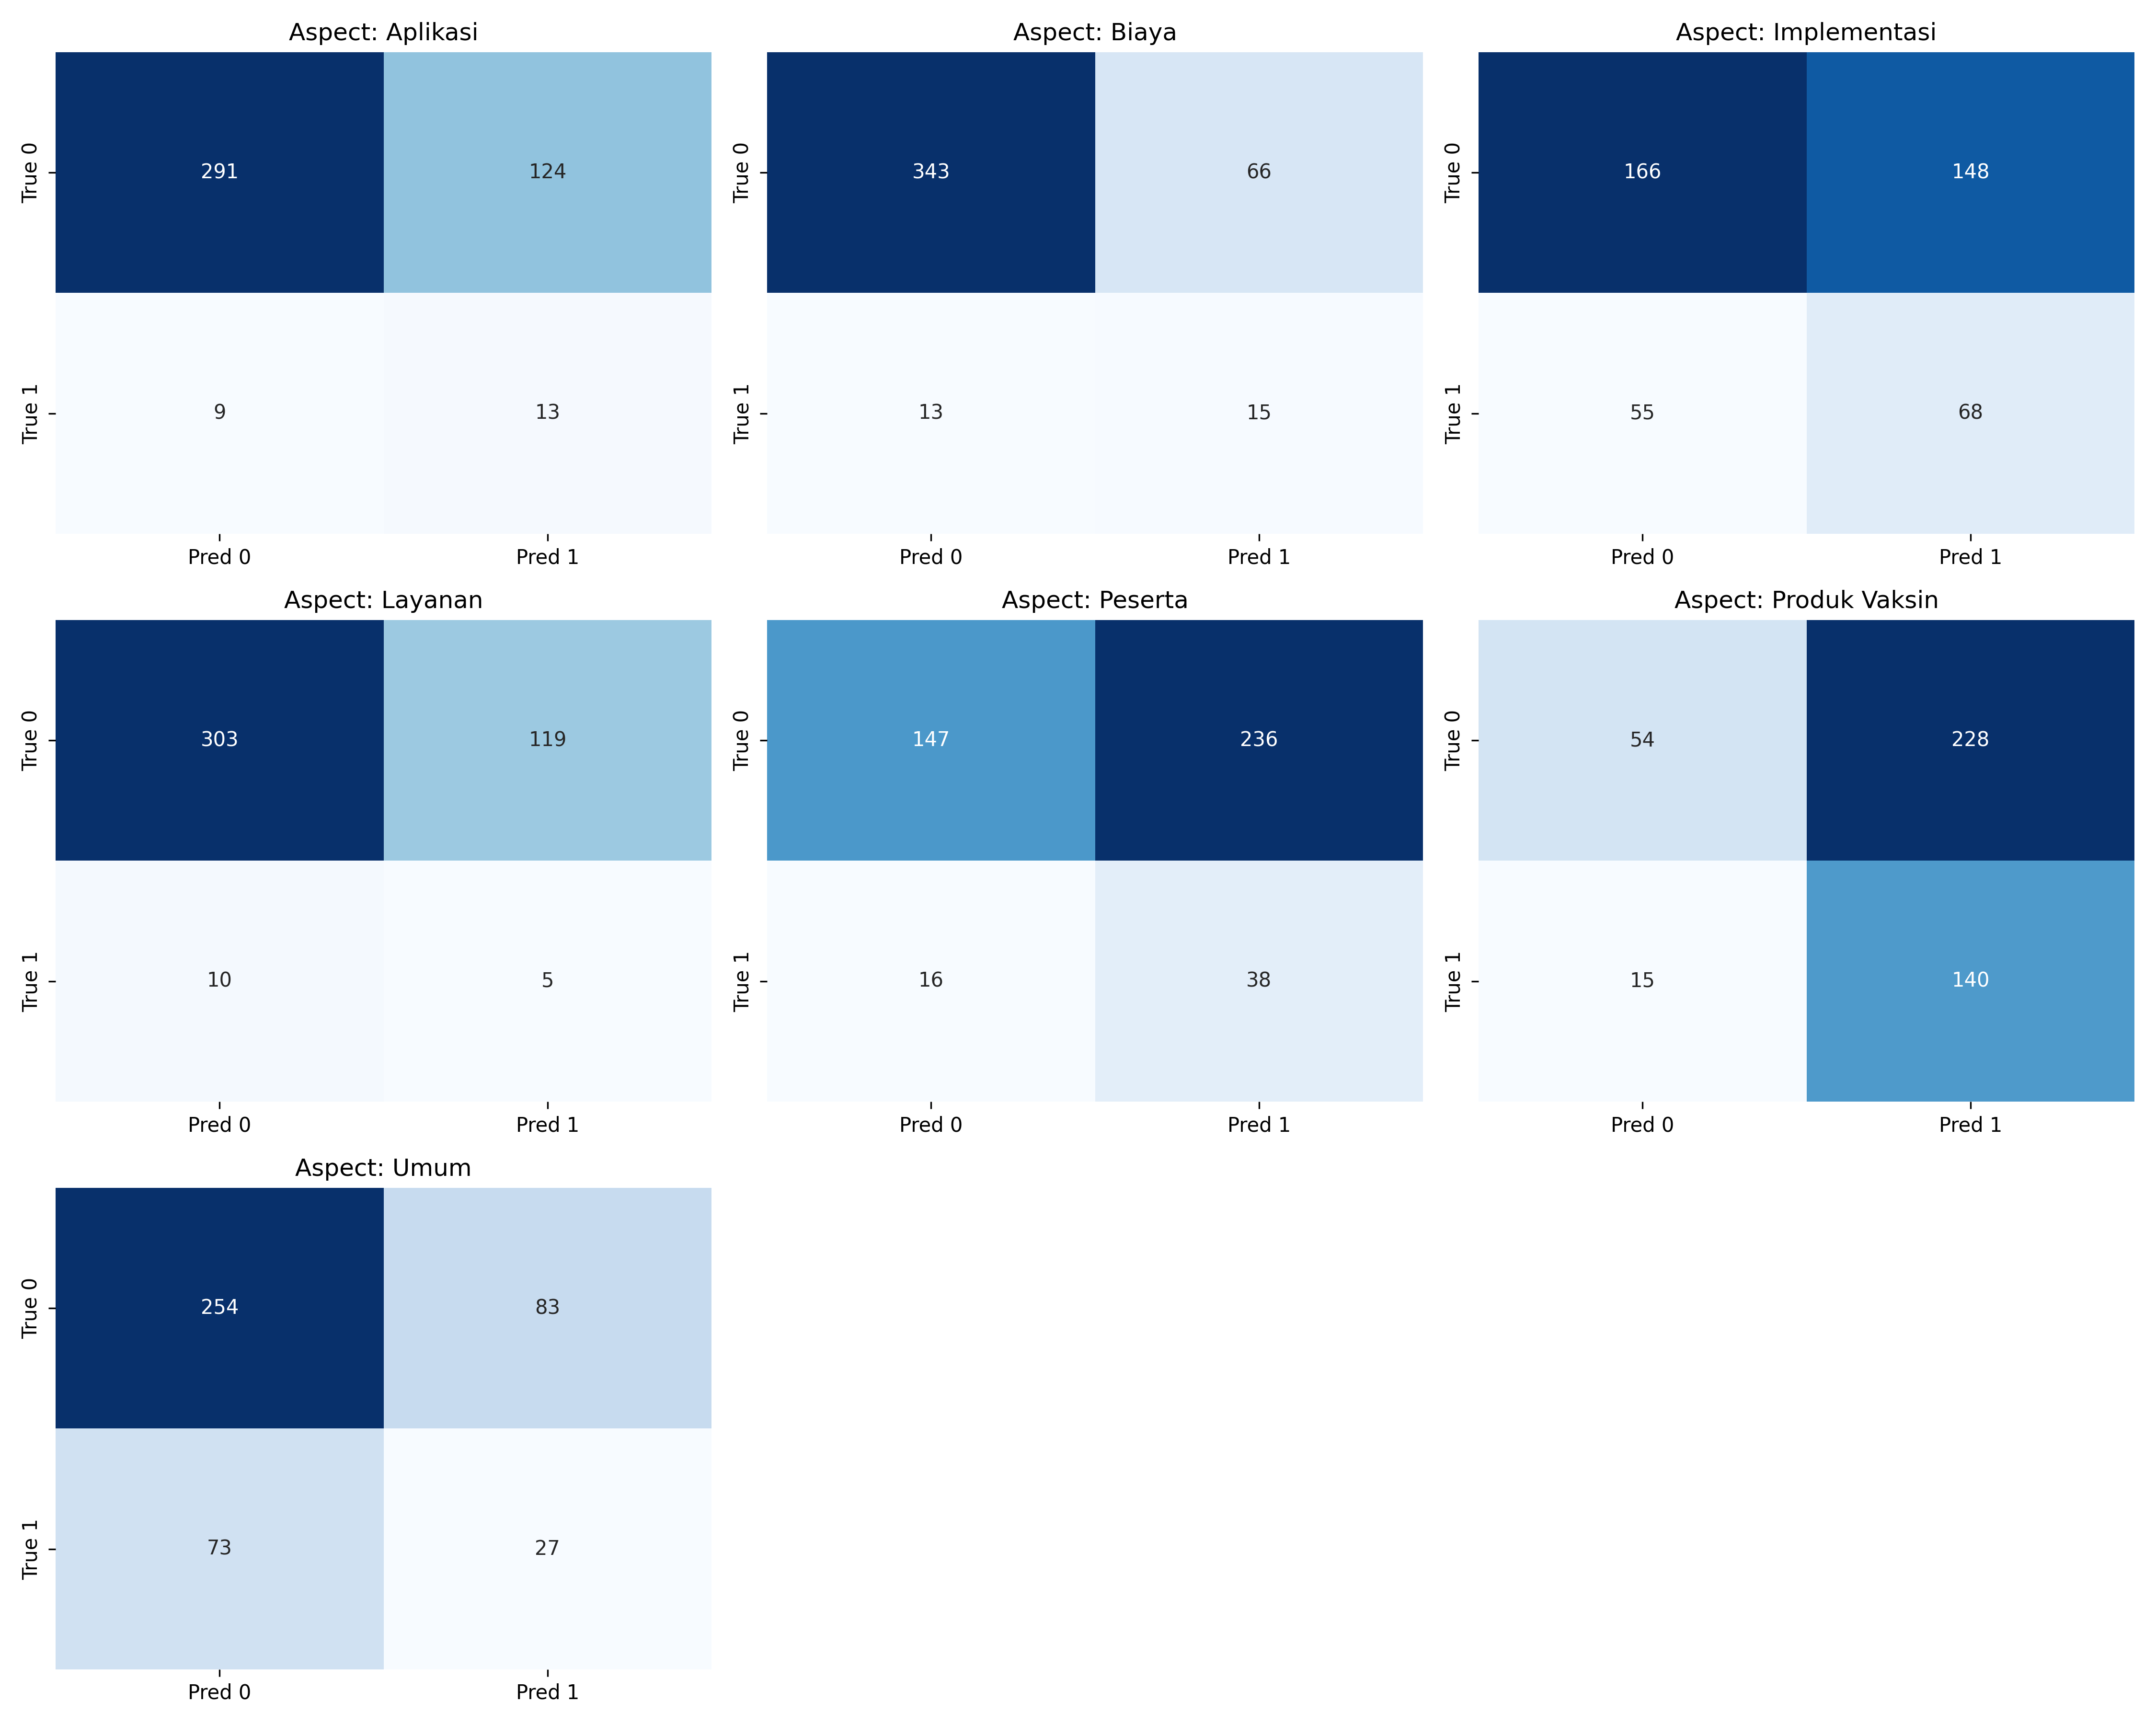 Aspect: Aplikasi
True 0
291
124
True 1
9
13
Pred 0
Pred 1
Aspect: Biaya
True 0
343
66
True 1
13
15
Pred 0
Pred 1
Aspect: Implementasi
True 0
166
148
True 1
55
68
Pred 0
Pred 1
Aspect: Layanan
True 0
303
119
True 1
10
5
Pred 0
Pred 1
Aspect: Peserta
True 0
147
236
True 1
16
38
Pred 0
Pred 1
Aspect: Produk Vaksin
True 0
54
228
True 1
15
140
Pred 0
Pred 1
Aspect: Umum
True 0
254
83
True 1
73
27
Pred 0
Pred 1